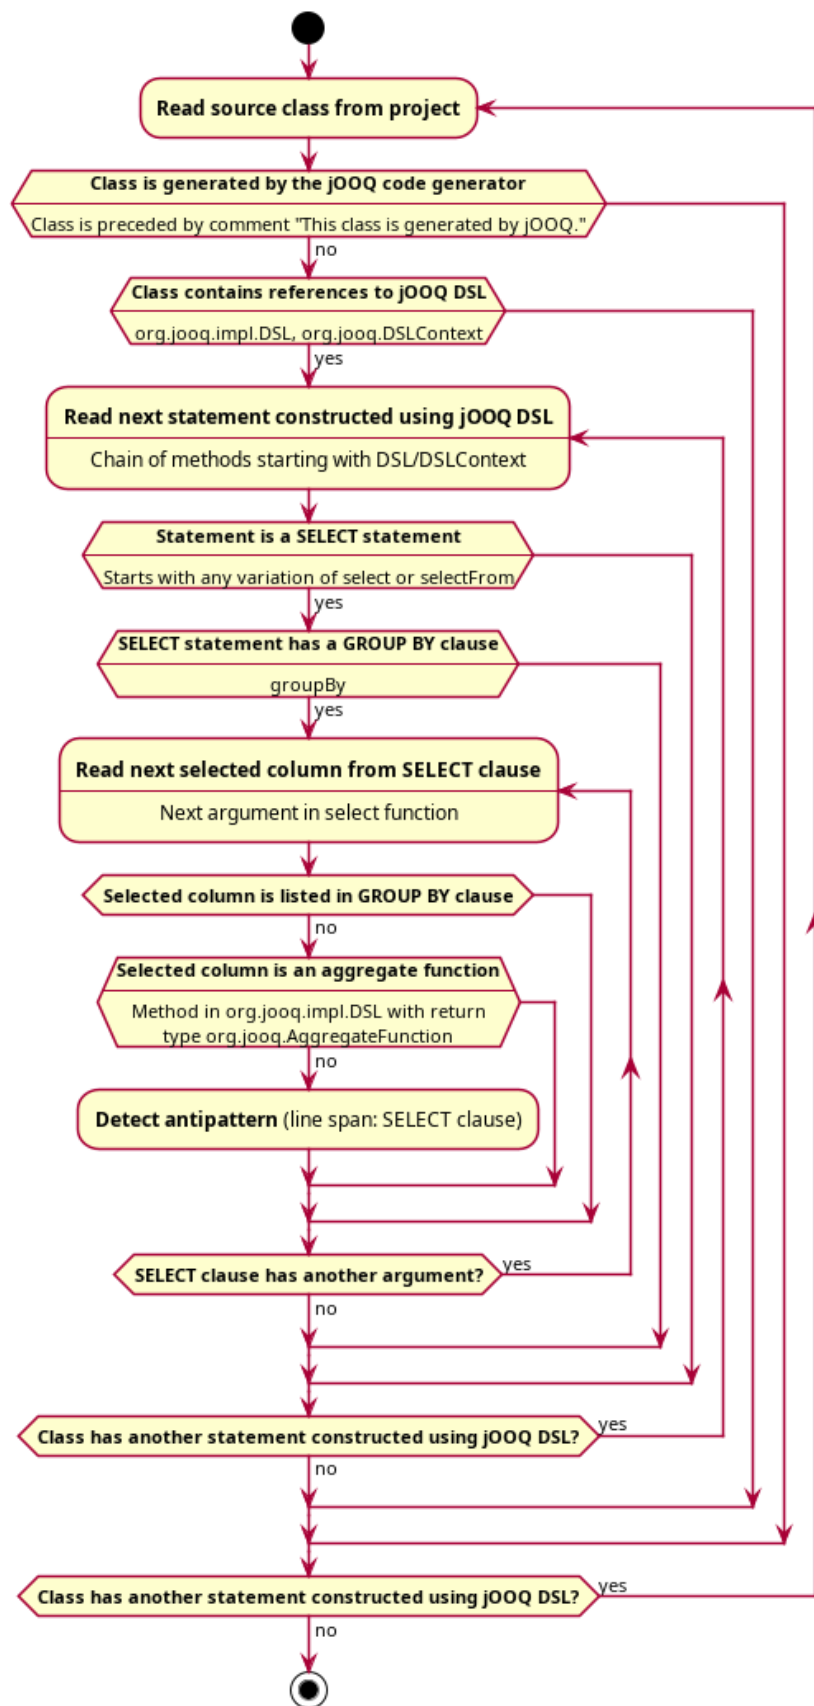 Read source class from project
Class is generated by the jOOQ code generator
Class is preceded by comment "This class is generated by jOOQ."
no
Class contains references to jOOQ DSL
org.jooq.impl.DSL, org.jooq.DSLContext
yes
Read next statement constructed using jOOQ DSL
Chain of methods starting with DSL/DSLContext
Statement is a SELECT statement
Starts with any variation of select or selectFrom
yes
SELECT statement has a GROUP BY clause
groupBy
yes
Read next selected column from SELECT clause
Next argument in select function
Selected column is listed in GROUP BY clause
no
Selected column is an aggregate function
Method in org.jooq.impl.DSL with return
type org.jooq.AggregateFunction
no
Detect antipattern (line span: SELECT clause)
SELECT clause has another argument?
yes
no
Class has another statement constructed using jOOQ DSL?
yes
no
Class has another statement constructed using jOOQ DSL?
yes
no